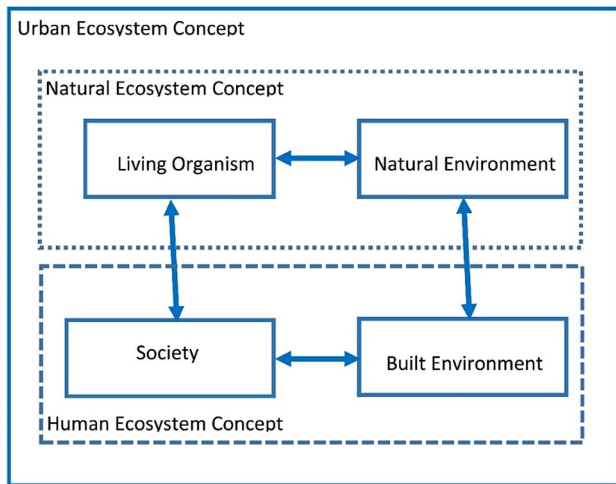 Urban Ecosystem Concept
Natural Ecosystem Concept
Living Organism
Natural Environment
Society
Built Environment
Human Ecosystem Concept